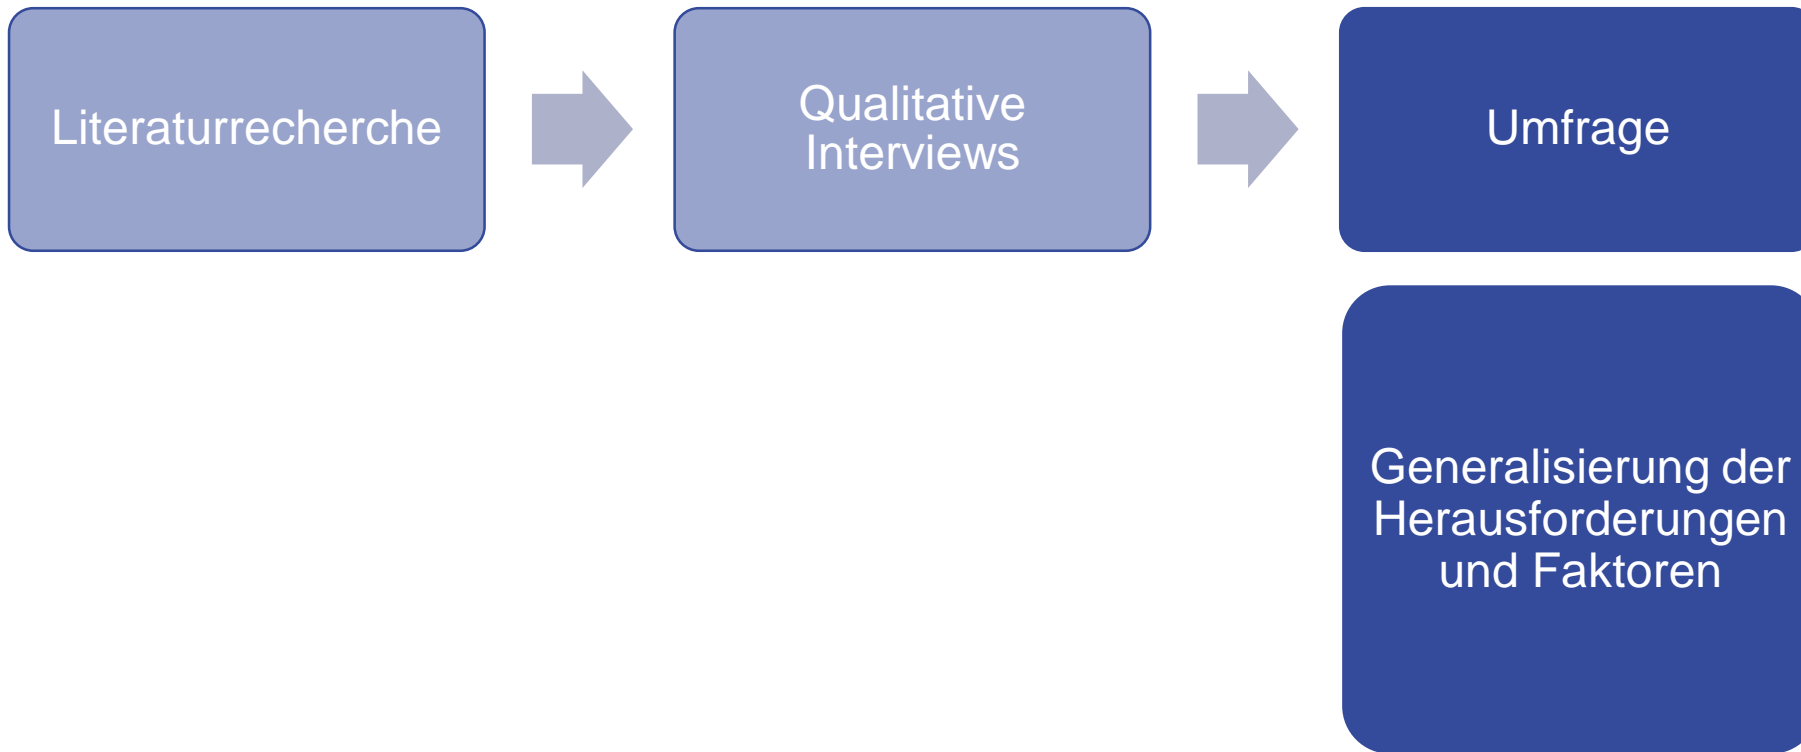 Literaturrecherche
Qualitative
Interviews
Umfrage
Generalisierung der
Herausforderungen
und Faktoren